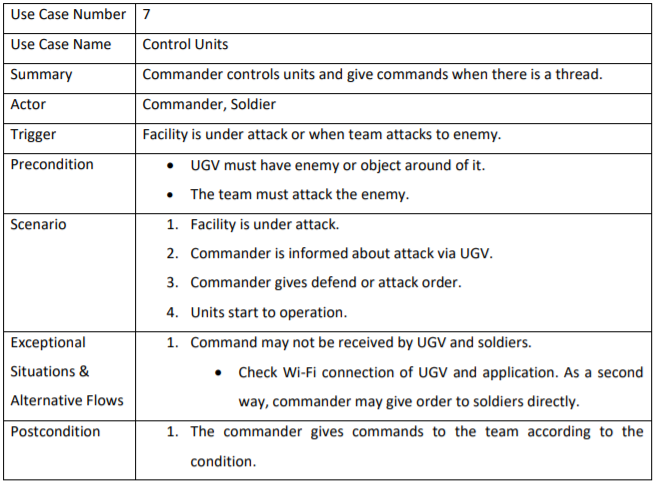 Use Case Number 7
Use Case Name Control Units
Summary Commander controls units and give commands when there is a thread.
Actor Commander, Soldier
Trigger Facility is under attack or when team attacks to enemy.
Precondition • UGV must have enemy or object around of it.
• The team must attack the enemy.
Scenario 1. Facility is under attack.
2. Commander is informed about attack via UGV.
3. Commander gives defend or attack order.
4. Units start to operation.
Exceptional 1. Command may not be received by UGV and soldiers.
Situations & • Check Wi-Fi connection of UGV and application. As a second
Alternative Flows way, commander may give order to soldiers directly.
Postcondition 1. The commander gives commands to the team according to the
condition.